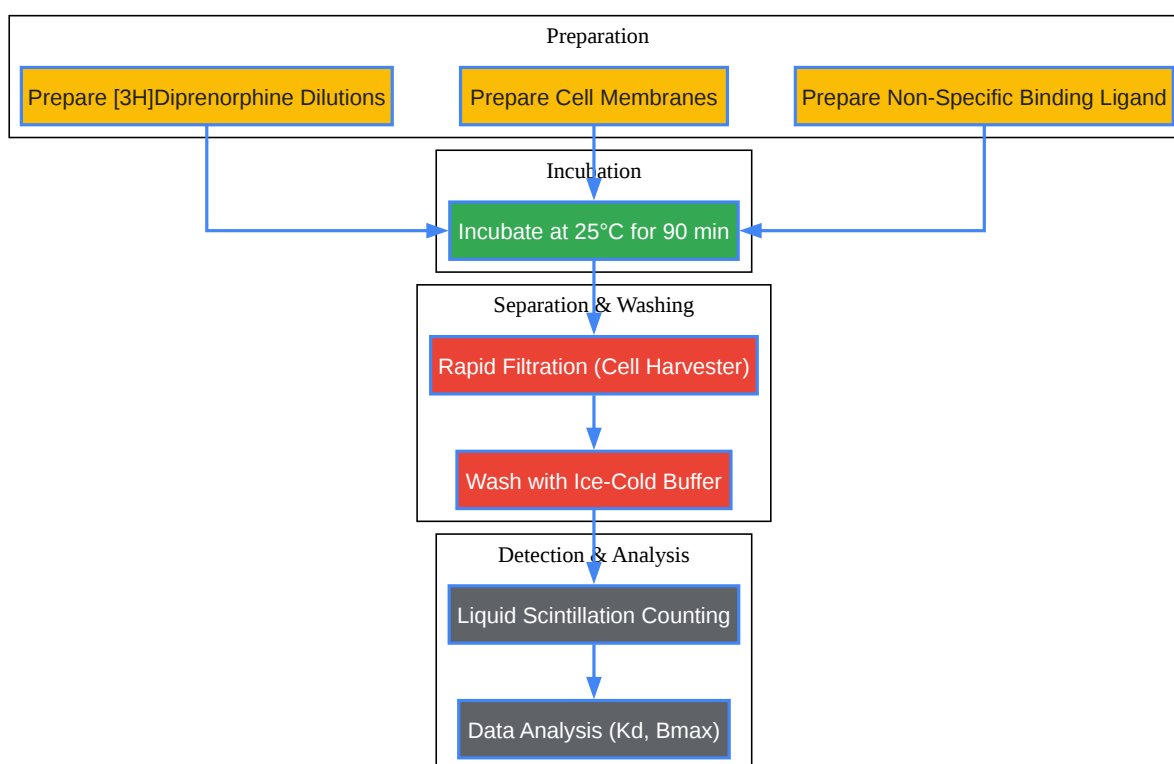 Preparation
Prepare [3H]Diprenorphine Dilutions
Prepare Cell Membranes
Prepare Non-Specific Binding Ligand
Incubation
Incubate at 25°C for 90 min
Separation & Washing
Rapid Filtration (Cell Harvester)
Wash with Ice-Cold Buffer
Detection & Analysis
Liquid Scintillation Counting
Data Analysis (Kd, Bmax)